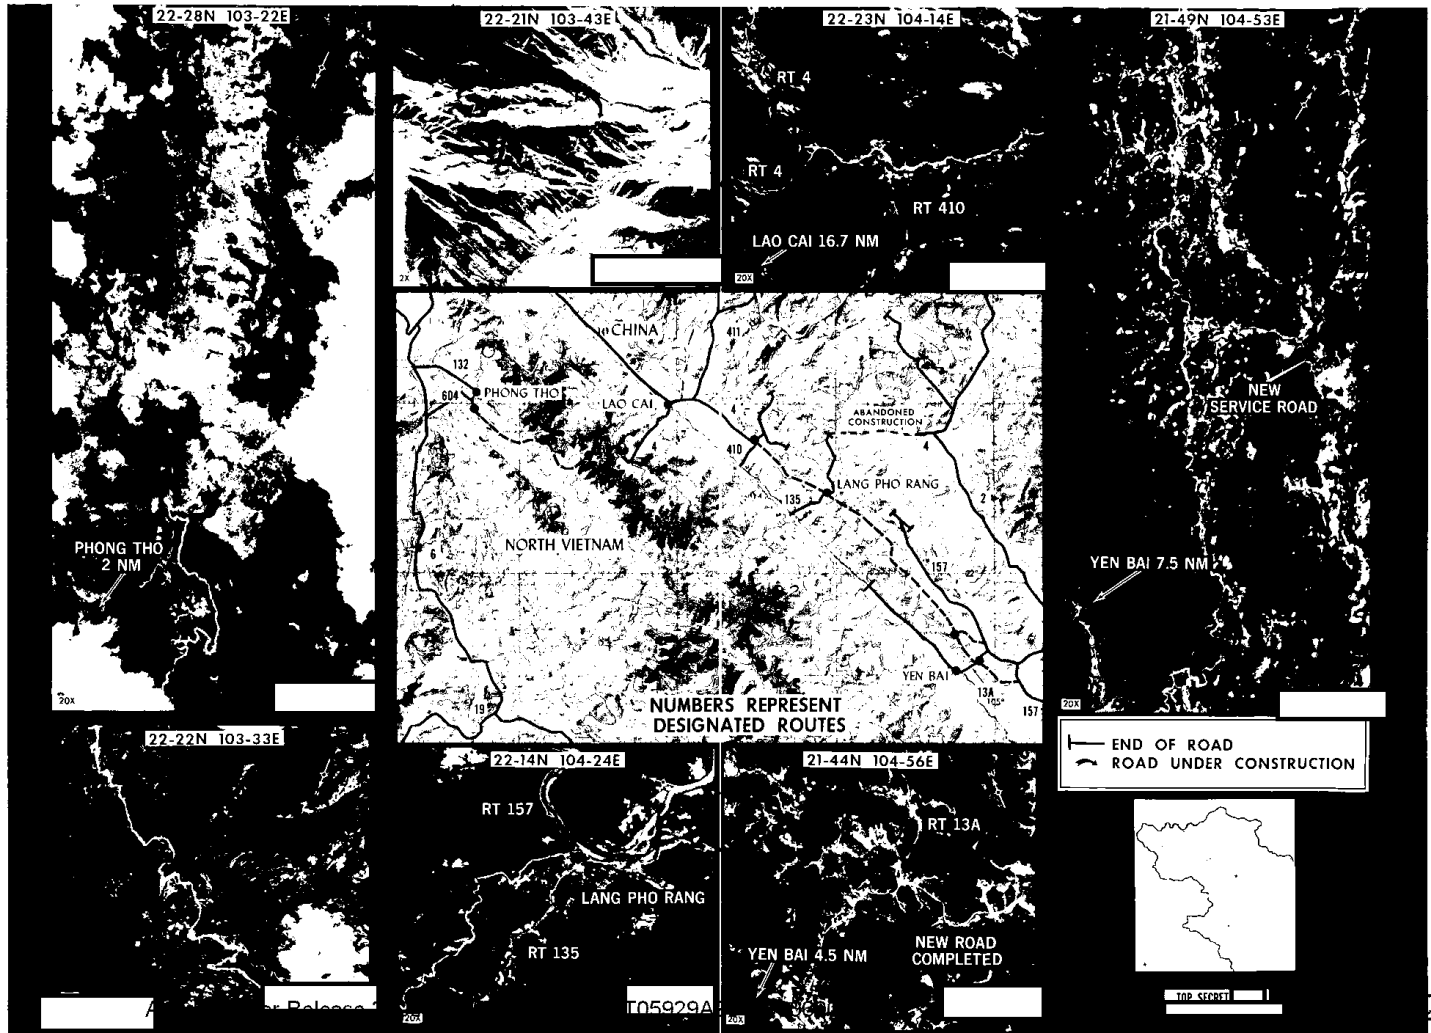 22-28N 103-22E
PHONG THO
2 NM
20X
22-21N 103-43E
2X
22-23N 104-14E
RT 4
RT 4
RT 410
LAO CAI 16.7 NM
20X
21-49N 104-53E
NEW
SERVICE ROAD
YEN BAI 7.5 NM
20X
CHINA
411
132
PHONG THO
604
LAO CAI
4
4
410
ABANDONED
CONSTRUCTION
4
LANG PHO RANG
135
2
NORTH VIETNAM
6
157
YEN BAI
13A
19
157
NUMBERS REPRESENT
DESIGNATED ROUTES
END OF ROAD
ROAD UNDER CONSTRUCTION
22-22N 103-33E
22-14N 104-24E
RT 157
LANG PHO RANG
RT 135
20X
21-44N 104-56E
RT 13A
NEW ROAD
COMPLETED
YEN BAI 4.5 NM
20X
TOP SECRET
T05929A